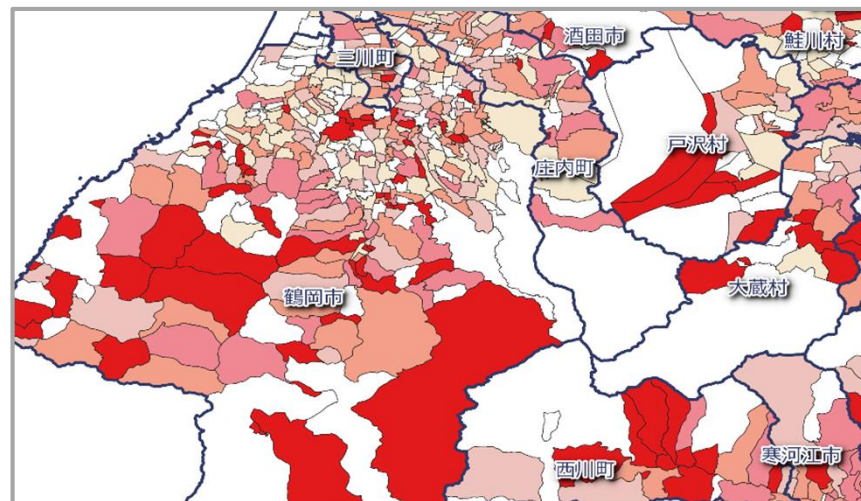 酒田市
鮭川村
三川町
戸沢村
庄内町
大蔵村
鶴岡市
西川町
寒河江市